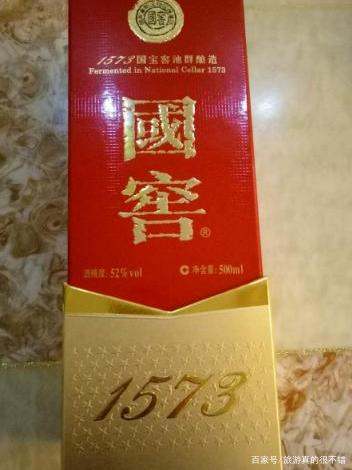 國窖
1573国宝窖池群酿造
Fermented in National Cellar 1573
國
窖®
酒精度: 52%vol
净含量: 500ml
1573
百家号/旅游真的很不错